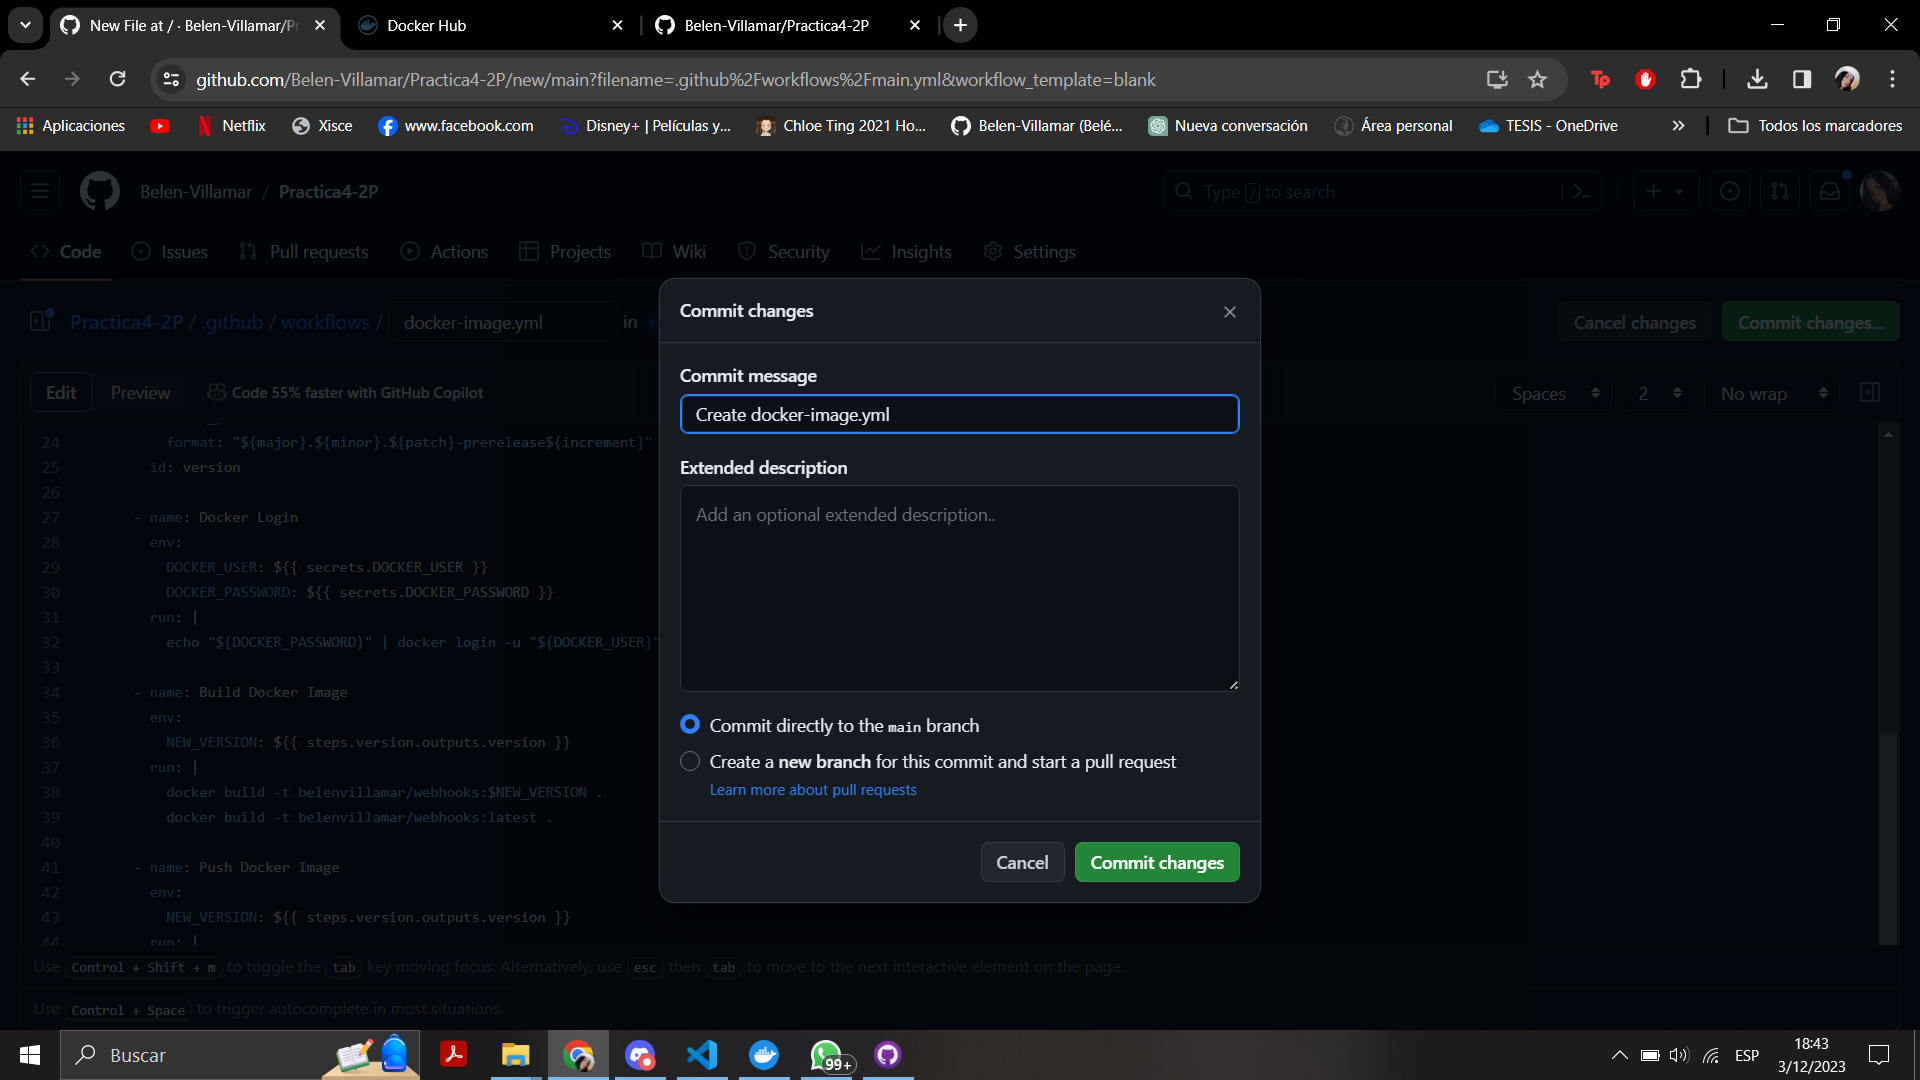 New File at / · Belen-Villamar/Pr
Docker Hub
Belen-Villamar/Practica4-2P
github.com/Belen-Villamar/Practica4-2P/new/main?filename=.github%2Fworkflows%2Fmain.yml&workflow_template=blank
Tp
Aplicaciones
Netflix
Xisce
www.facebook.com
Disney+ | Películas y...
Chloe Ting 2021 Ho...
Belen-Villamar (Belé...
Nueva conversación
Área personal
TESIS - OneDrive
Todos los marcadores
Belen-Villamar / Practica4-2P
Type / to search
Code
Issues
Pull requests
Actions
Projects
Wiki
Security
Insights
Settings
Practica4-2P / .github / workflows / docker-image.yml in
Cancel changes
Commit changes...
Edit
Preview
Code 55% faster with GitHub Copilot
Spaces
2
No wrap
24 format: "${major}.${minor}.${patch}-prerelease${increment}"
25 id: version
26
27 - name: Docker Login
28 env:
29 DOCKER_USER: ${{ secrets.DOCKER_USER }}
30 DOCKER_PASSWORD: ${{ secrets.DOCKER_PASSWORD }}
31 run: |
32 echo "${DOCKER_PASSWORD}" | docker login -u "${DOCKER_USER}"
33
34 - name: Build Docker Image
35 env:
36 NEW_VERSION: ${{ steps.version.outputs.version }}
37 run: |
38 docker build -t belenvillamar/webhooks:$NEW_VERSION .
39 docker build -t belenvillamar/webhooks:latest .
40
41 - name: Push Docker Image
42 env:
43 NEW_VERSION: ${{ steps.version.outputs.version }}
44 run: |
Commit changes
Commit message
Create docker-image.yml
Extended description
Add an optional extended description..
Commit directly to the main branch
Create a new branch for this commit and start a pull request
Learn more about pull requests
Cancel
Commit changes
Use Control + Shift + m to toggle the tab key moving focus. Alternatively, use esc then tab to move to the next interactive element on the page.
Use Control + Space to trigger autocomplete in most situations.
Buscar
99+
ESP
18:43
3/12/2023